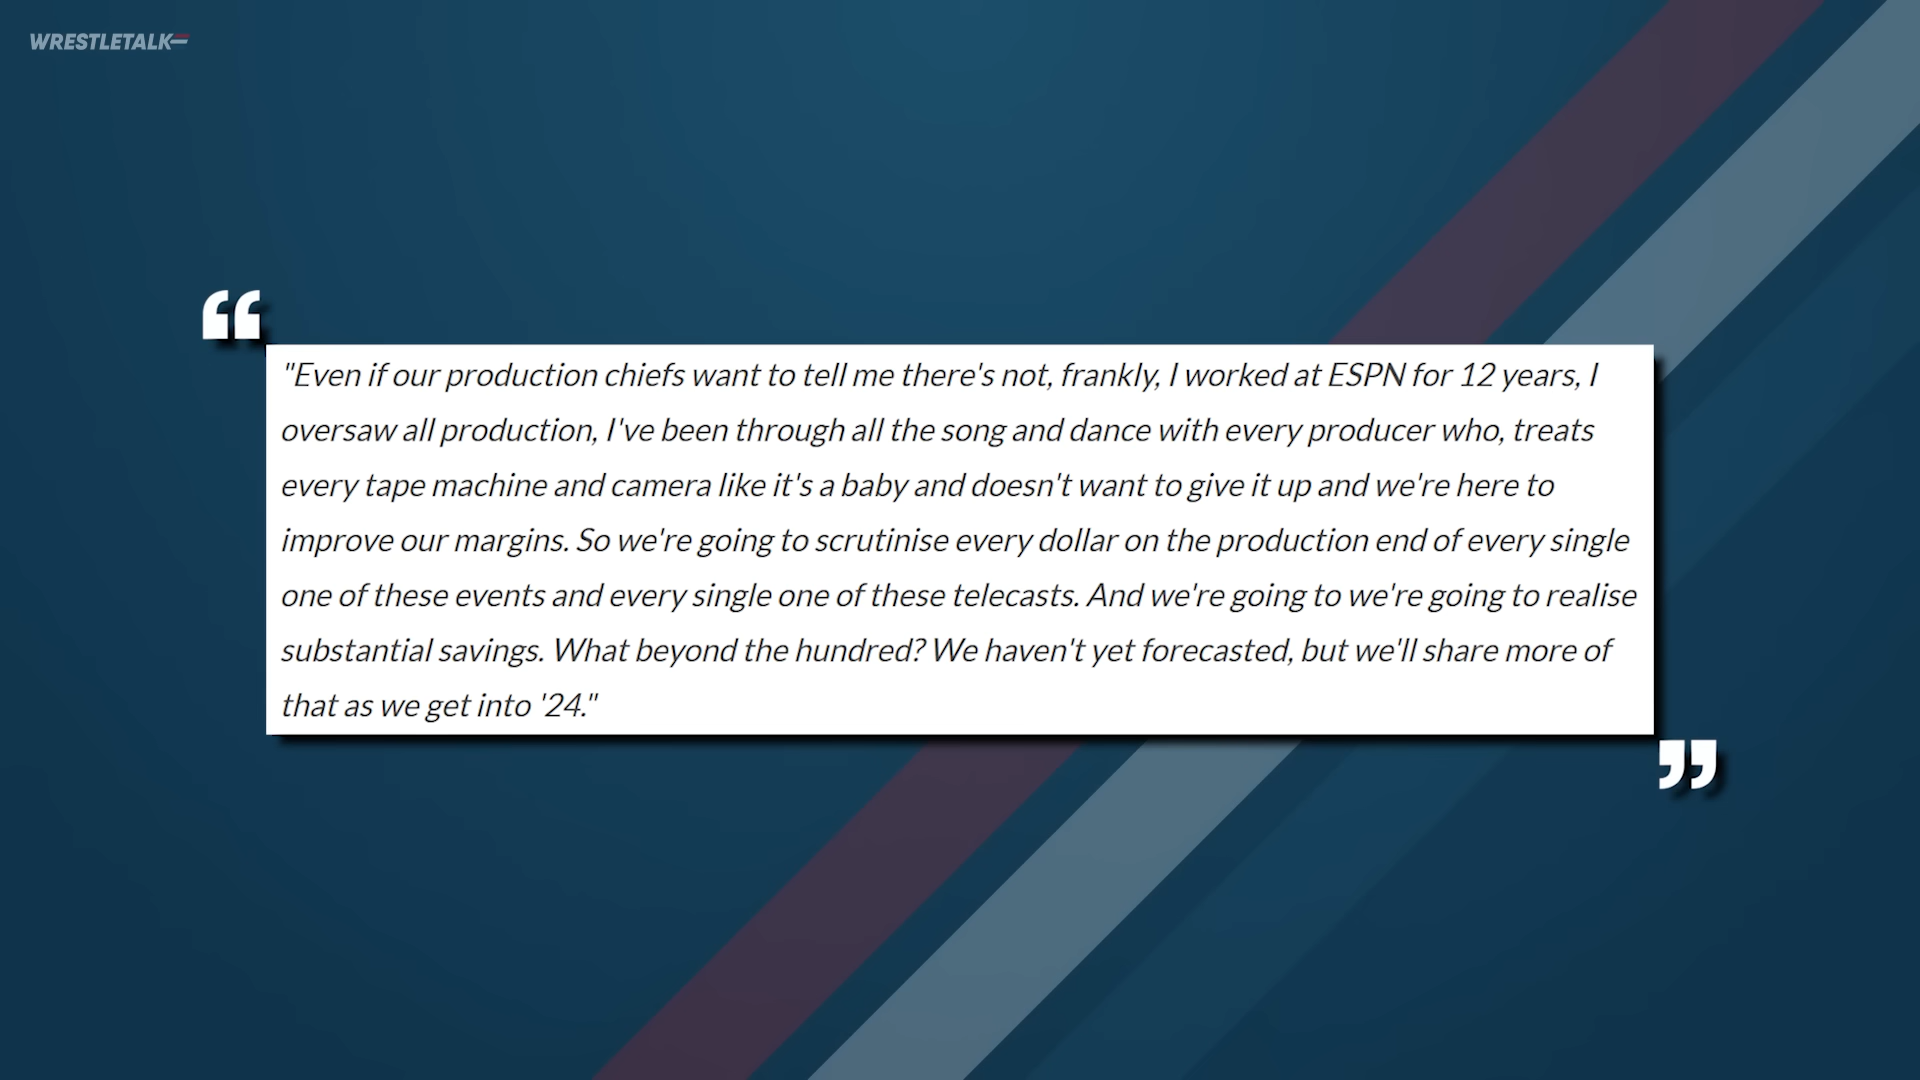 WRESTLETALK
“
"Even if our production chiefs want to tell me there's not, frankly, I worked at ESPN for 12 years, I
oversaw all production, I've been through all the song and dance with every producer who, treats
every tape machine and camera like it's a baby and doesn't want to give it up and we're here to
improve our margins. So we're going to scrutinise every dollar on the production end of every single
one of these events and every single one of these telecasts. And we're going to we're going to realise
substantial savings. What beyond the hundred? We haven't yet forecasted, but we'll share more of
that as we get into '24."
”